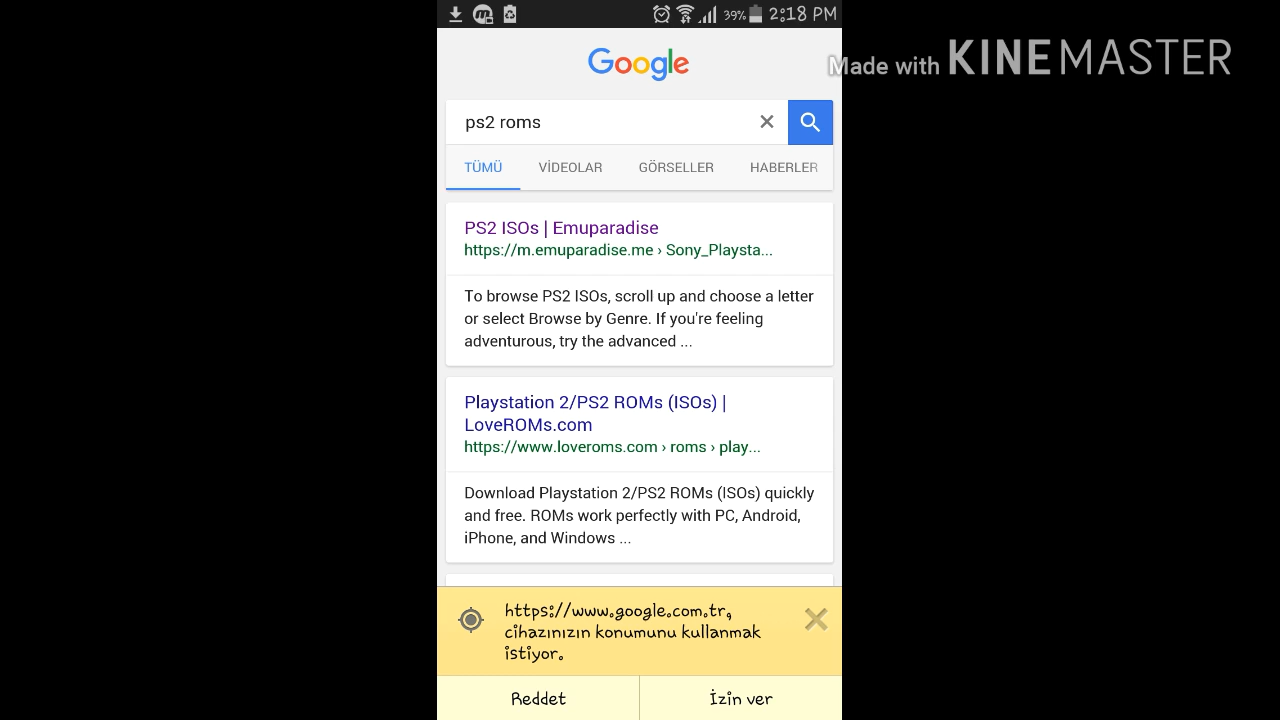 39% 2:18 PM
Made with KINEMASTER
Google
ps2 roms
TÜMÜ VİDEOLAR GÖRSELLER HABERLER
PS2 ISOs | Emuparadise
https://m.emuparadise.me › Sony_Playsta...
To browse PS2 ISOs, scroll up and choose a letter
or select Browse by Genre. If you're feeling
adventurous, try the advanced ...
Playstation 2/PS2 ROMs (ISOs) |
LoveROMs.com
https://www.loveroms.com › roms › play...
Download Playstation 2/PS2 ROMs (ISOs) quickly
and free. ROMs work perfectly with PC, Android,
iPhone, and Windows ...
https://www.google.com.tr,
cihazınızın konumunu kullanmak
istiyor.
Reddet İzin ver